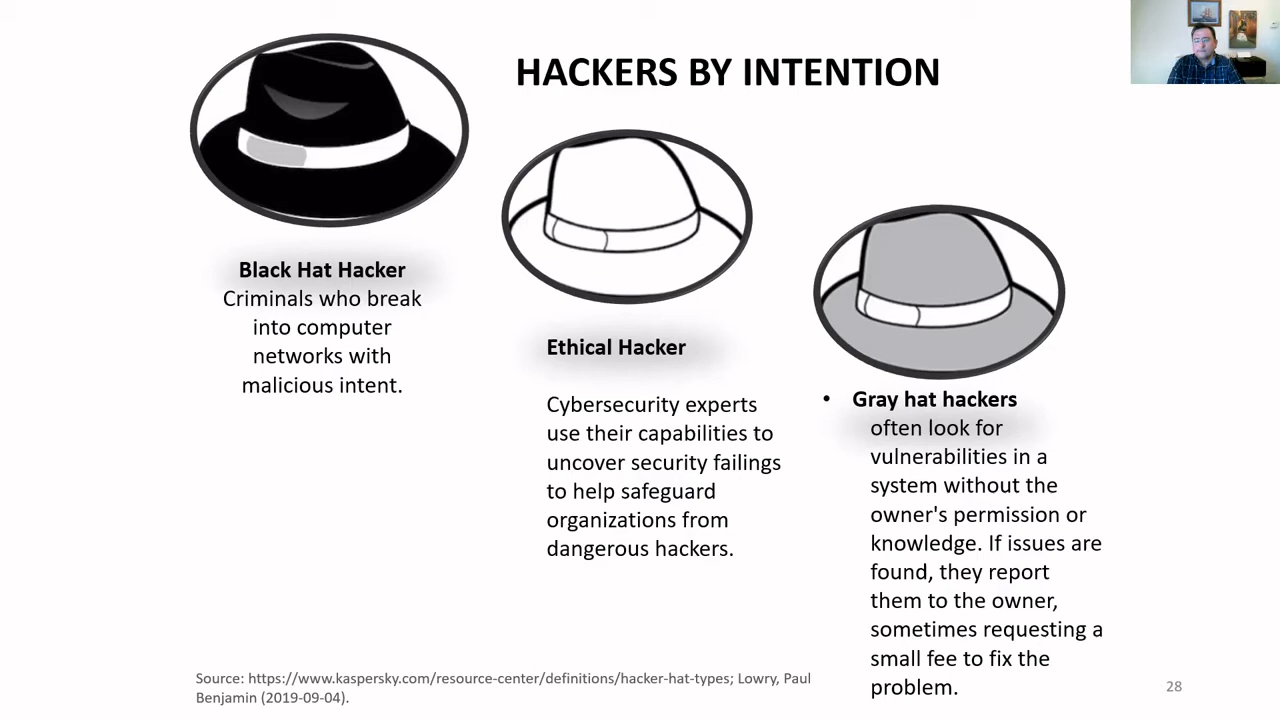 HACKERS BY INTENTION
Black Hat Hacker
Criminals who break
into computer
networks with
malicious intent.
Ethical Hacker
Cybersecurity experts
use their capabilities to
uncover security failings
to help safeguard
organizations from
dangerous hackers.
• Gray hat hackers
often look for
vulnerabilities in a
system without the
owner's permission or
knowledge. If issues are
found, they report
them to the owner,
sometimes requesting a
small fee to fix the
problem.
Source: https://www.kaspersky.com/resource-center/definitions/hacker-hat-types; Lowry, Paul
Benjamin (2019-09-04).
28